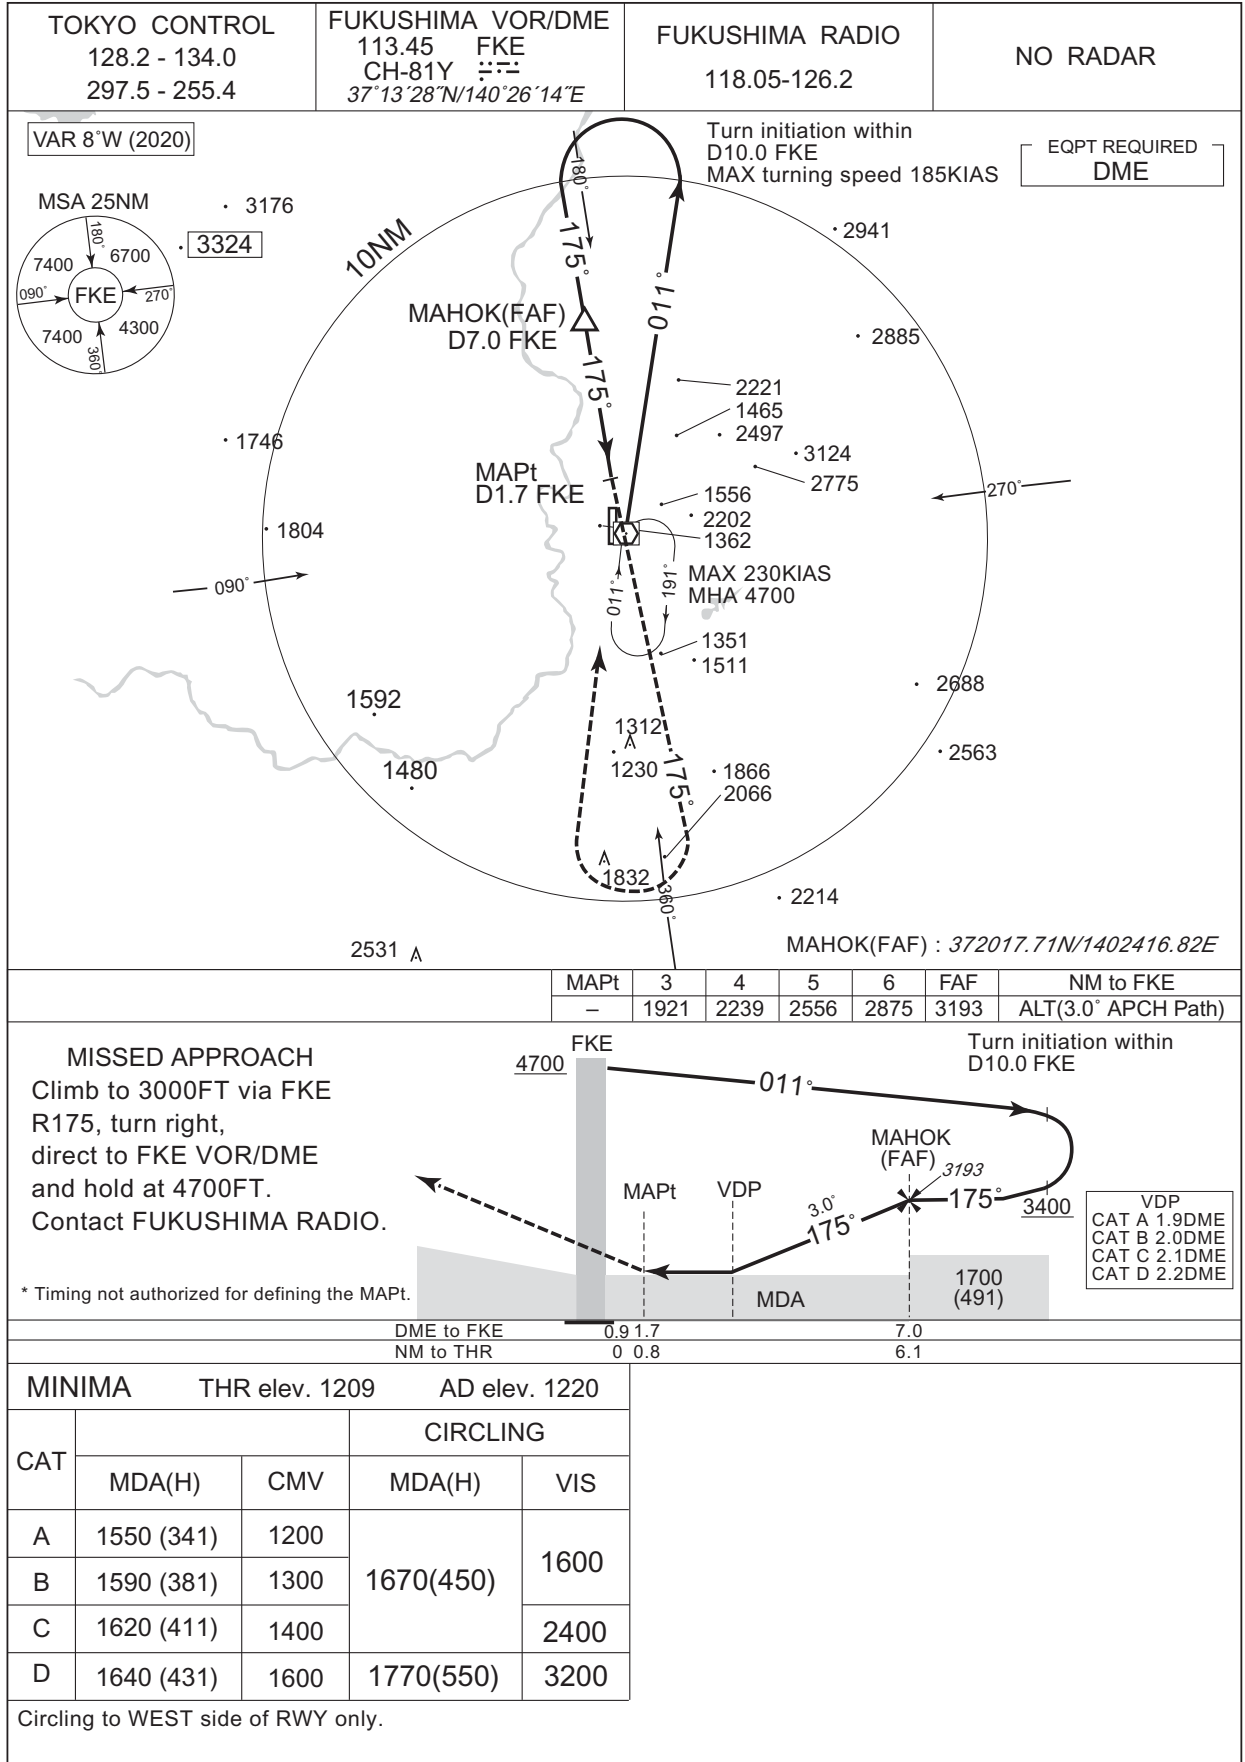 TOKYO CONTROL
128.2 - 134.0
297.5 - 255.4
FUKUSHIMA VOR/DME
113.45 FKE
CH-81Y
37°13′28″N/140°26′14″E
FUKUSHIMA RADIO
118.05-126.2
NO RADAR
VAR 8°W (2020)
Turn initiation within
D10.0 FKE
MAX turning speed 185KIAS
EQPT REQUIRED
DME
MSA 25NM
180°
7400
6700
090°
FKE
270°
7400
4300
360°
3176
3324
10NM
180°
175°
011°
2941
MAHOK(FAF)
D7.0 FKE
175°
2885
2221
1465
2497
3124
2775
1746
MAPt
D1.7 FKE
1556
2202
1362
270°
1804
090°
011°
191°
MAX 230KIAS
MHA 4700
1351
1511
2688
1592
1312
1230
175°
1866
2066
2563
1480
1832
360°
2214
2531
MAHOK(FAF) : 372017.71N/1402416.82E
MAPt 3 4 5 6 FAF NM to FKE
– 1921 2239 2556 2875 3193 ALT(3.0° APCH Path)
MISSED APPROACH
Climb to 3000FT via FKE
R175, turn right,
direct to FKE VOR/DME
and hold at 4700FT.
Contact FUKUSHIMA RADIO.
* Timing not authorized for defining the MAPt.
FKE
4700
011°
Turn initiation within
D10.0 FKE
MAHOK
(FAF)
3193
MAPt
VDP
3.0°
175°
175°
3400
VDP
CAT A 1.9DME
CAT B 2.0DME
CAT C 2.1DME
CAT D 2.2DME
MDA
1700
(491)
DME to FKE 0.9 1.7 7.0
NM to THR 0 0.8 6.1
MINIMA THR elev. 1209 AD elev. 1220
CAT
CIRCLING
MDA(H) CMV MDA(H) VIS
A 1550 (341) 1200
B 1590 (381) 1300 1670(450) 1600
C 1620 (411) 1400 2400
D 1640 (431) 1600 1770(550) 3200
Circling to WEST side of RWY only.